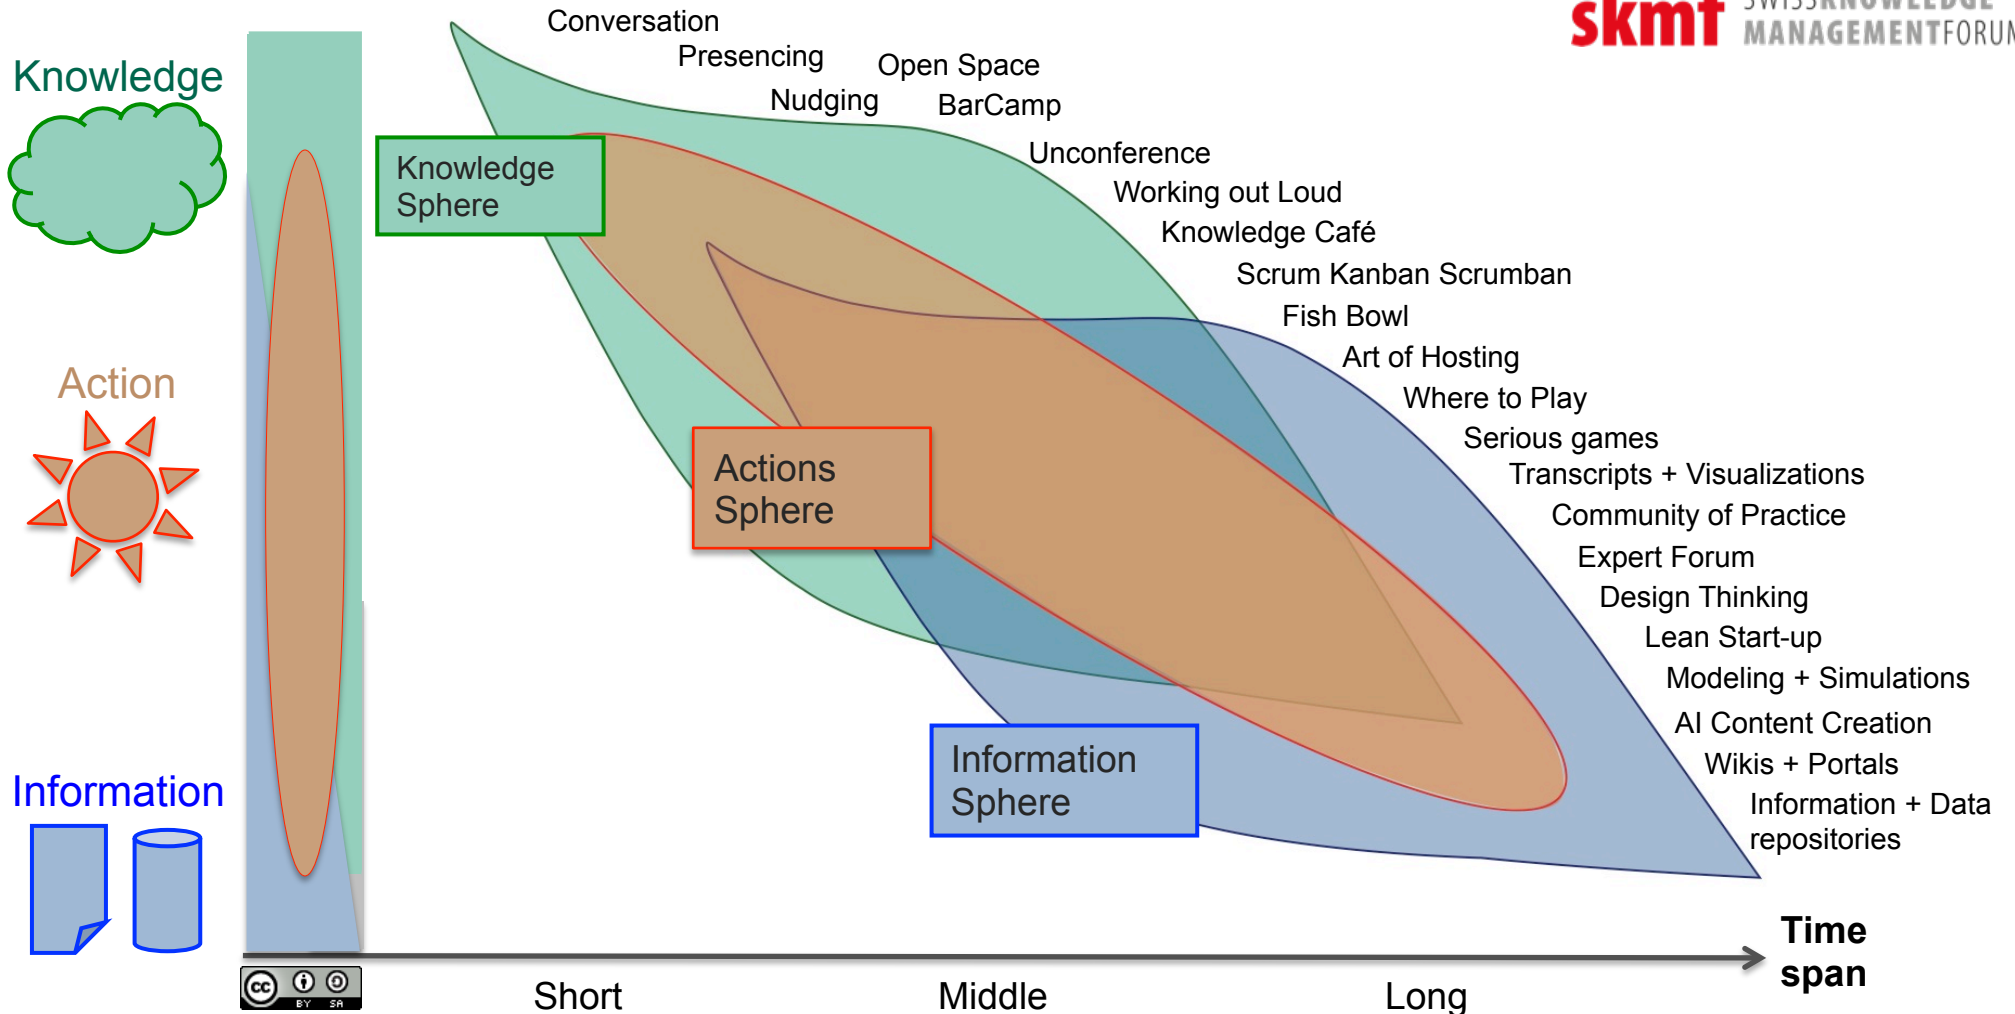 skmf SWISSKNOWLEDGE
MANAGEMENTFORUM
Conversation
Presencing
Open Space
Nudging
BarCamp
Knowledge
Unconference
Knowledge
Sphere
Working out Loud
Knowledge Café
Scrum Kanban Scrumban
Fish Bowl
Art of Hosting
Action
Where to Play
Serious games
Actions
Sphere
Transcripts + Visualizations
Community of Practice
Expert Forum
Design Thinking
Lean Start-up
Modeling + Simulations
AI Content Creation
Information
Information
Sphere
Wikis + Portals
Information + Data
repositories
Time
span
cc BY SA
Short
Middle
Long